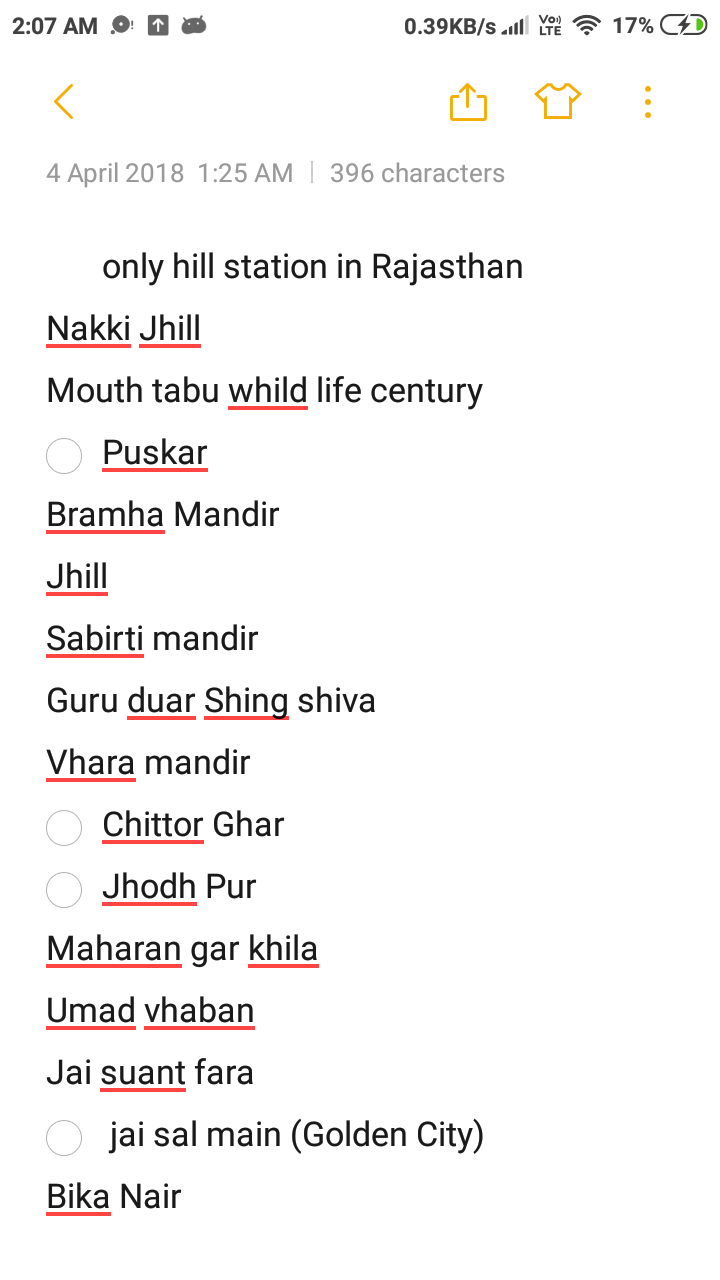 2:07 AM 0.39KB/s Vo) LTE 17%
4 April 2018 1:25 AM | 396 characters
only hill station in Rajasthan
Nakki Jhill
Mouth tabu whild life century
Puskar
Bramha Mandir
Jhill
Sabirti mandir
Guru duar Shing shiva
Vhara mandir
Chittor Ghar
Jhodh Pur
Maharan gar khila
Umad vhaban
Jai suant fara
jai sal main (Golden City)
Bika Nair